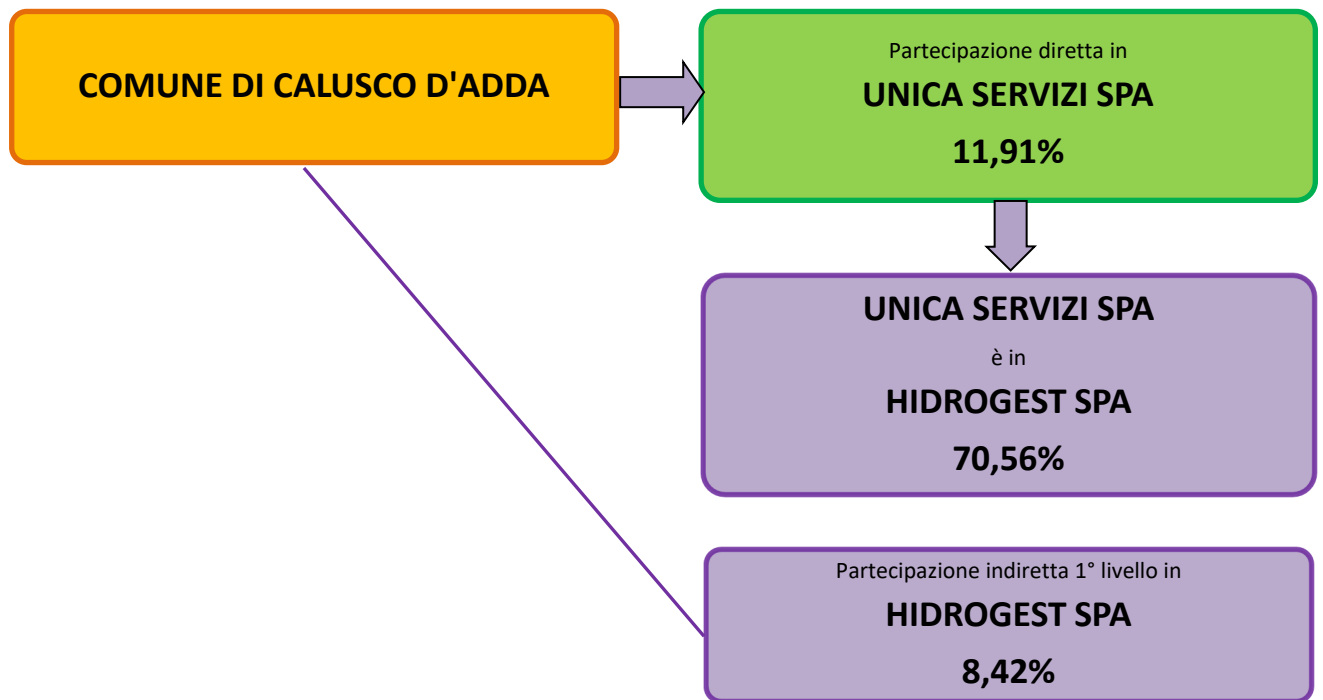 COMUNE DI CALUSCO D'ADDA
Partecipazione diretta in
UNICA SERVIZI SPA
11,91%
UNICA SERVIZI SPA
è in
HIDROGEST SPA
70,56%
Partecipazione indiretta 1° livello in
HIDROGEST SPA
8,42%